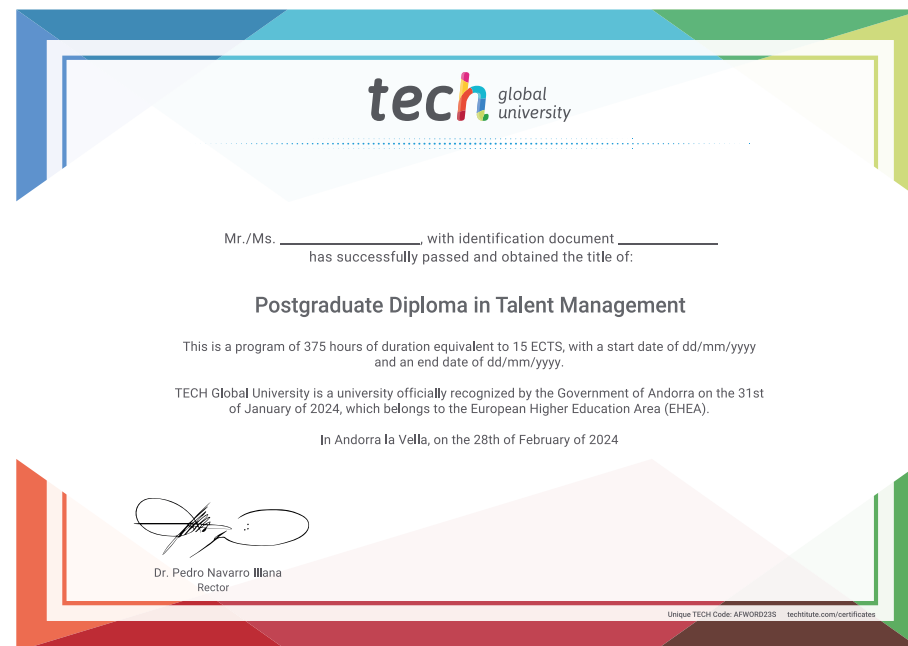 tech global
university
Mr./Ms. ____________________, with identification document ______________
has successfully passed and obtained the title of:
Postgraduate Diploma in Talent Management
This is a program of 375 hours of duration equivalent to 15 ECTS, with a start date of dd/mm/yyyy
and an end date of dd/mm/yyyy.
TECH Global University is a university officially recognized by the Government of Andorra on the 31st
of January of 2024, which belongs to the European Higher Education Area (EHEA).
In Andorra la Vella, on the 28th of February of 2024
Dr. Pedro Navarro Illana
Rector
Unique TECH Code: AFWORD23S techtitute.com/certificates